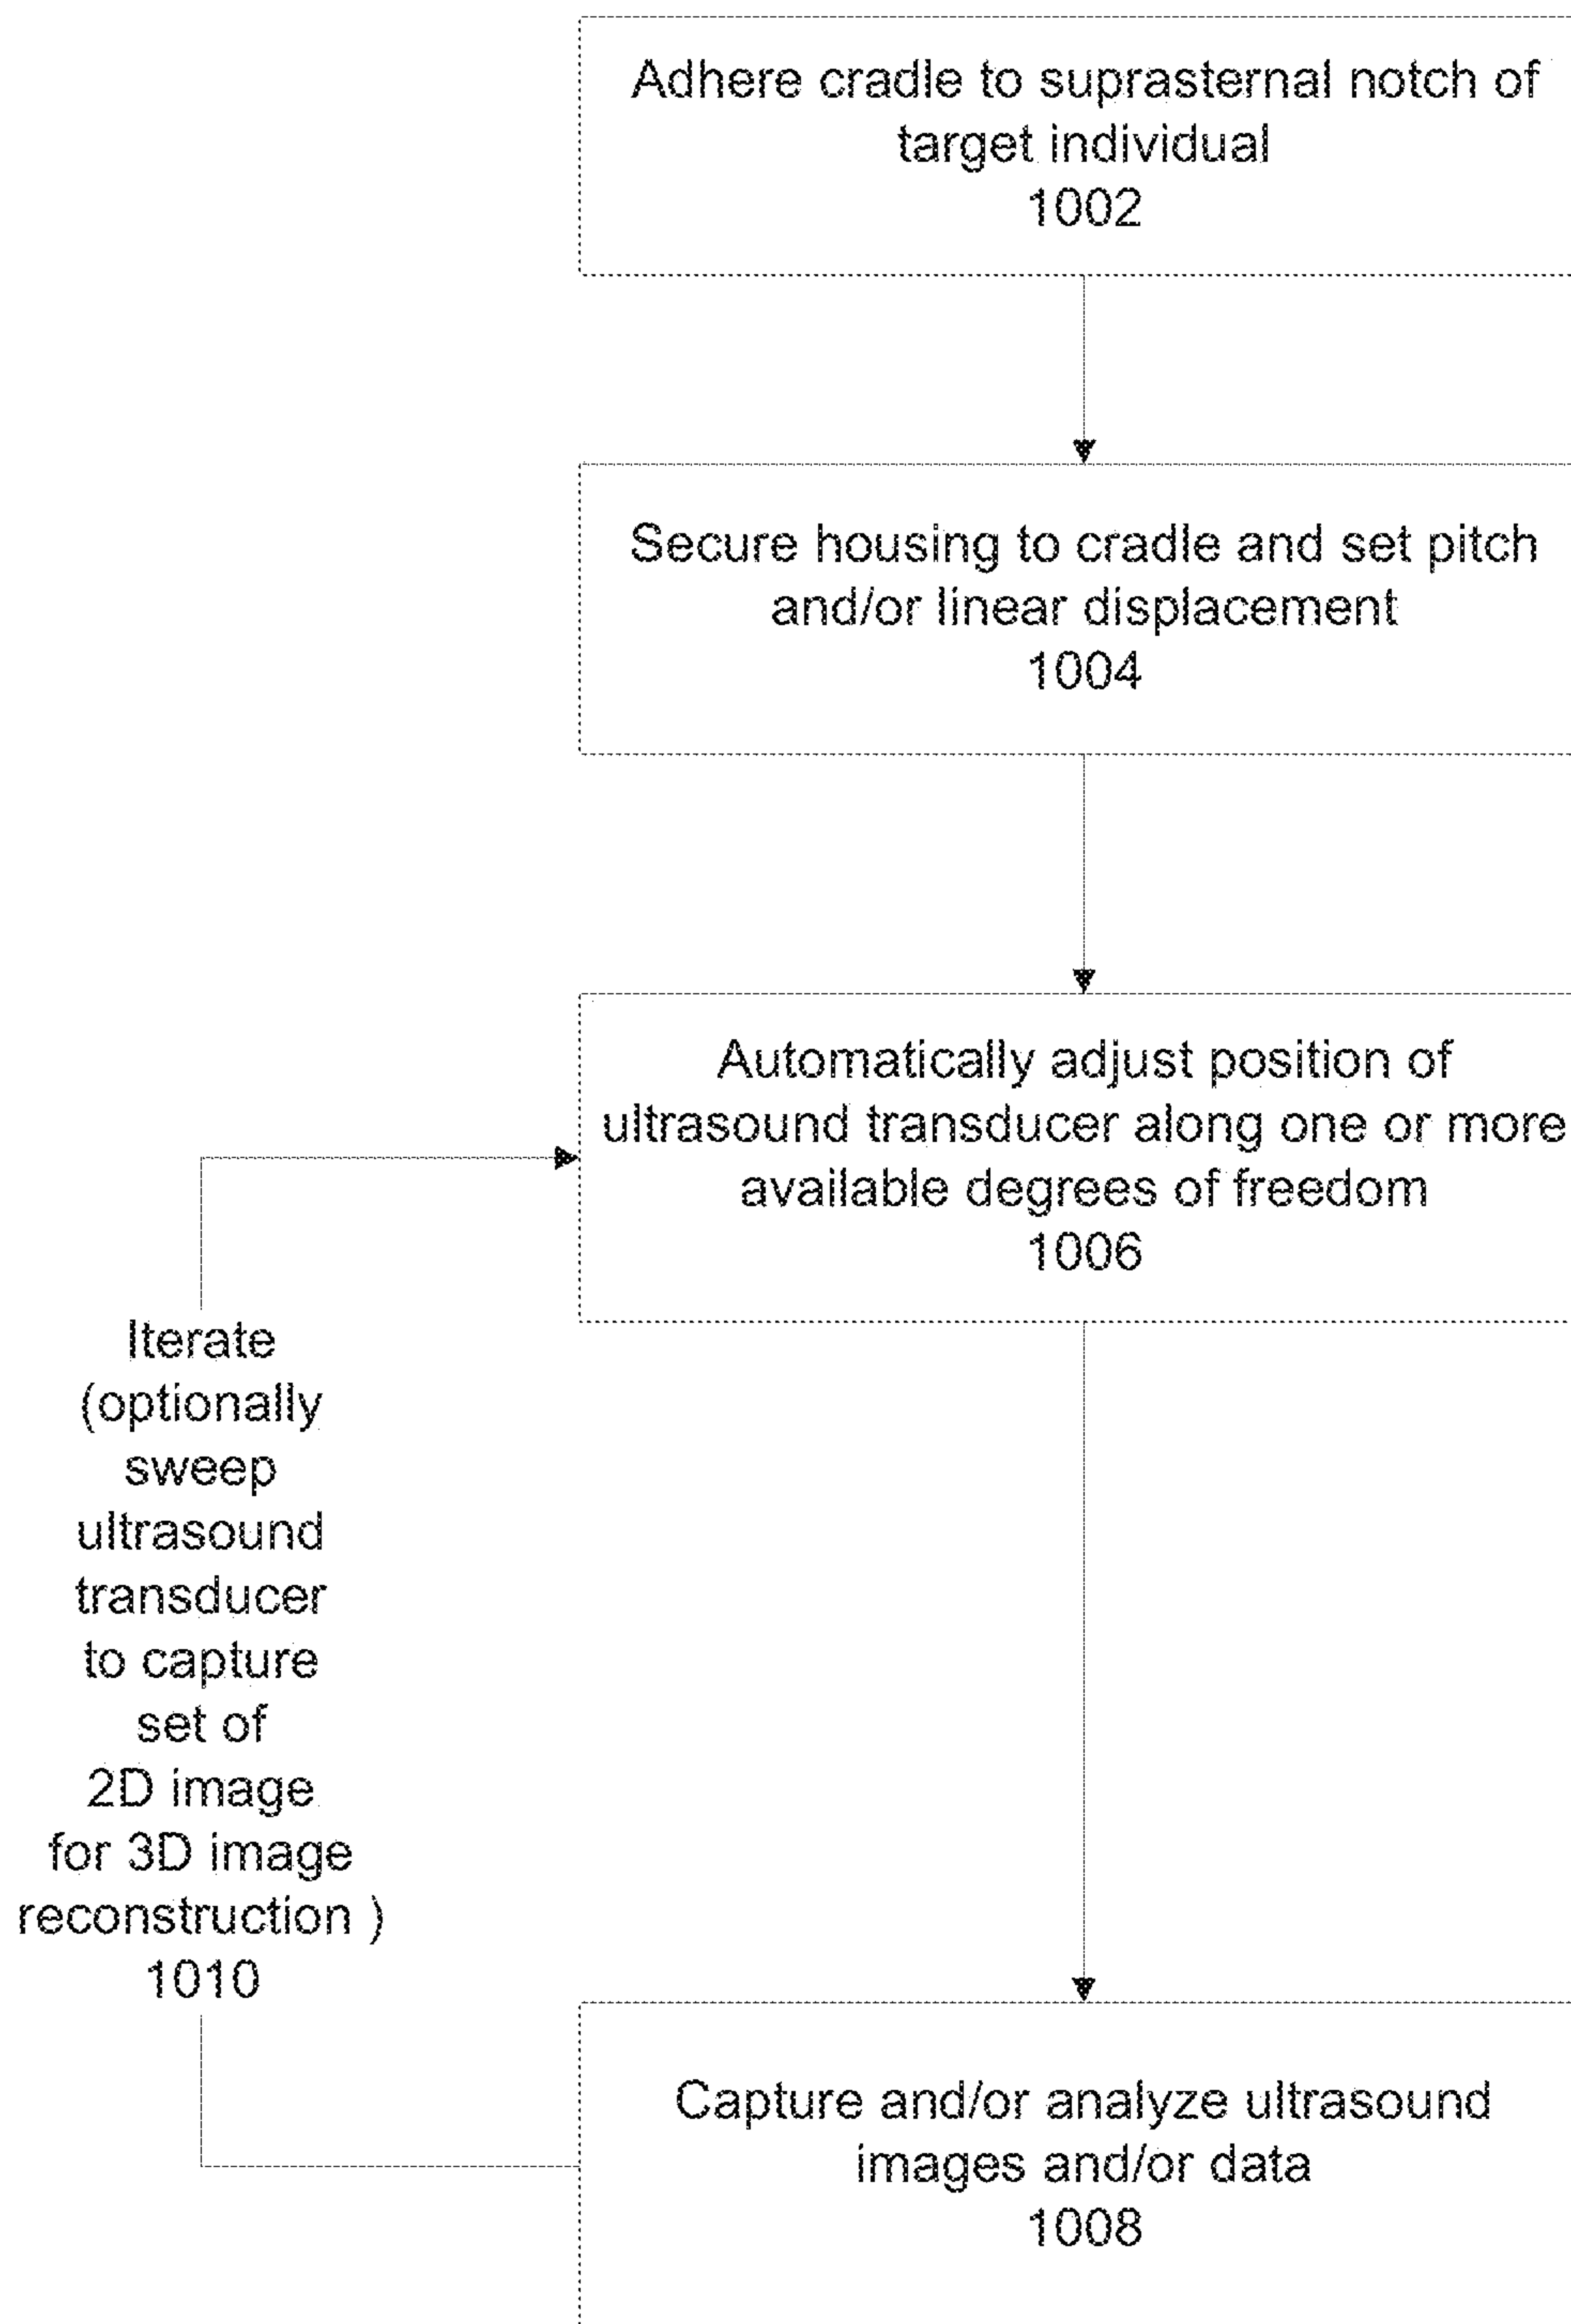 Adhere cradle to suprasternal notch of
target individual
1002
Secure housing to cradle and set pitch
and/or linear displacement
1004
Automatically adjust position of
ultrasound transducer along one or more
available degrees of freedom
1006
Iterate
(optionally
sweep
ultrasound
transducer
to capture
set of
2D image
for 3D image
reconstruction )
1010
Capture and/or analyze ultrasound
images and/or data
1008